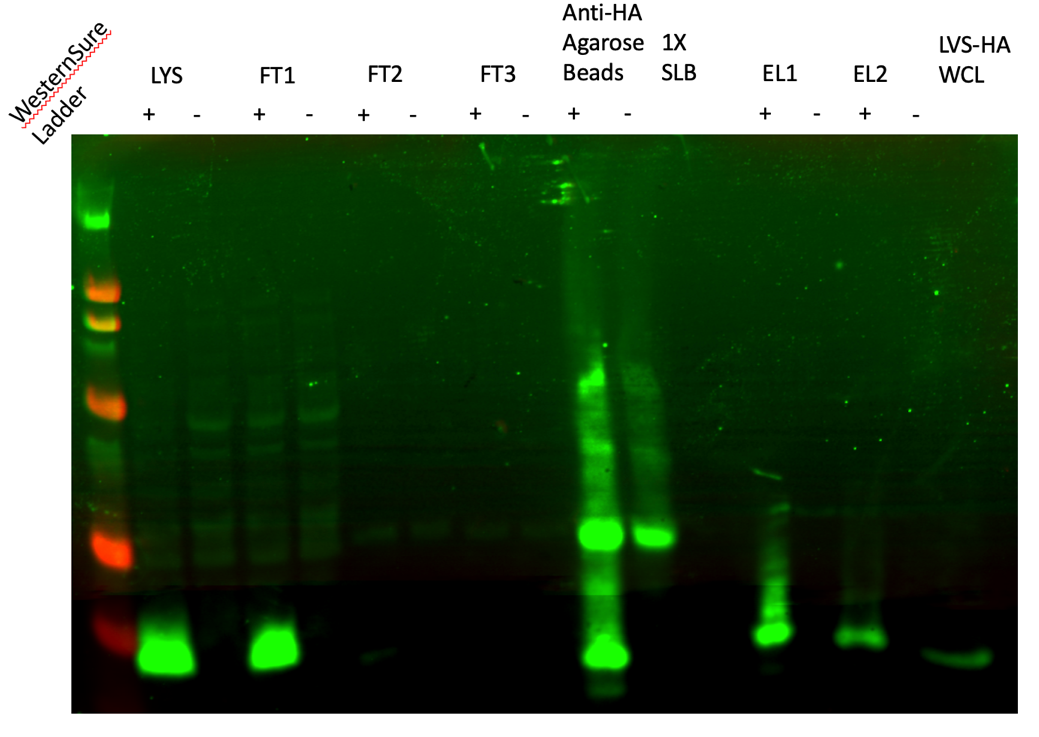 Anti-HA
Agarose 1X
WesternSure
Ladder
LYS FT1 FT2 FT3 Beads SLB EL1 EL2 LVS-HA
WCL
+ - + - + - + - + - + - + -